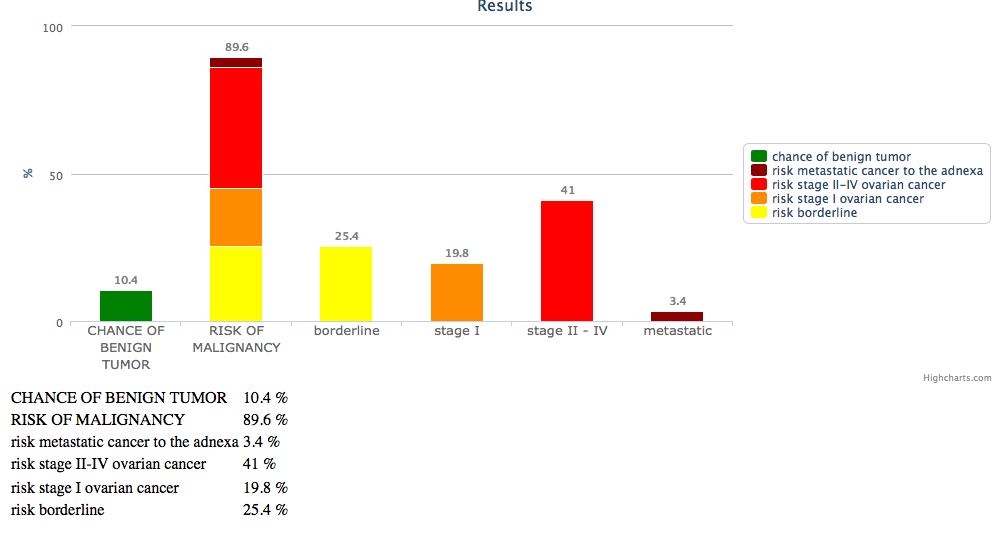 Results
100
89.6
%
50
41
25.4
19.8
10.4
3.4
0
CHANCE OF
BENIGN
TUMOR
RISK OF
MALIGNANCY
borderline
stage I
stage II - IV
metastatic
chance of benign tumor
risk metastatic cancer to the adnexa
risk stage II-IV ovarian cancer
risk stage I ovarian cancer
risk borderline
Highcharts.com
CHANCE OF BENIGN TUMOR 10.4 %
RISK OF MALIGNANCY 89.6 %
risk metastatic cancer to the adnexa 3.4 %
risk stage II-IV ovarian cancer 41 %
risk stage I ovarian cancer 19.8 %
risk borderline 25.4 %